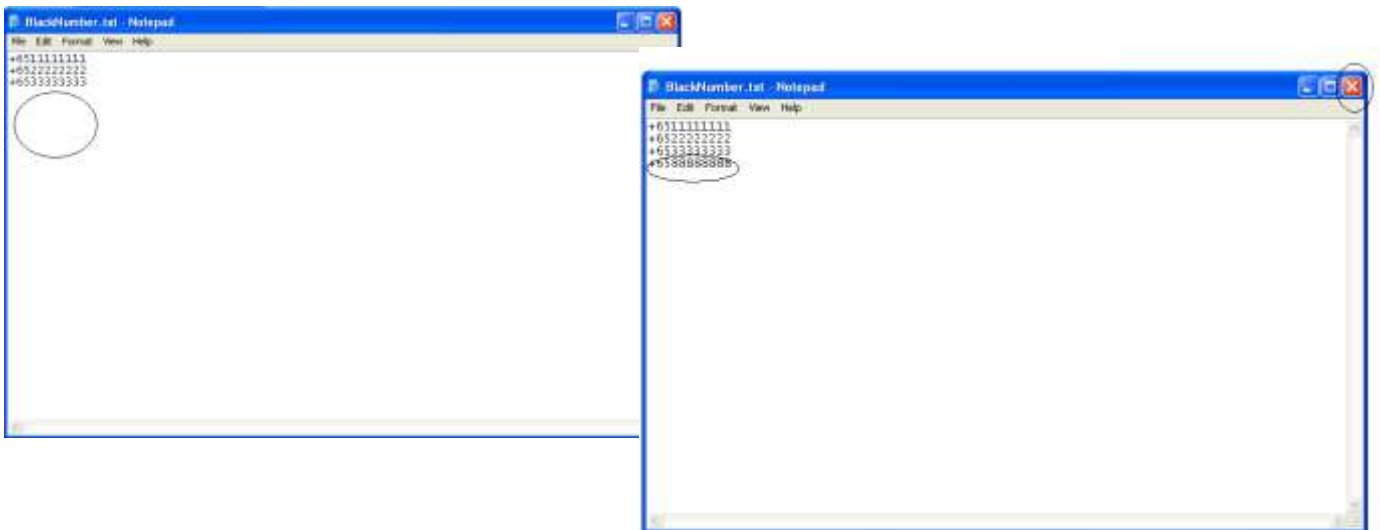 BlackNumber.txt - Notepad
File Edit Format View Help
+6511111111
+6522222222
+6533333333
BlackNumber.txt - Notepad
File Edit Format View Help
+6511111111
+6522222222
+6533333333
+6588888888